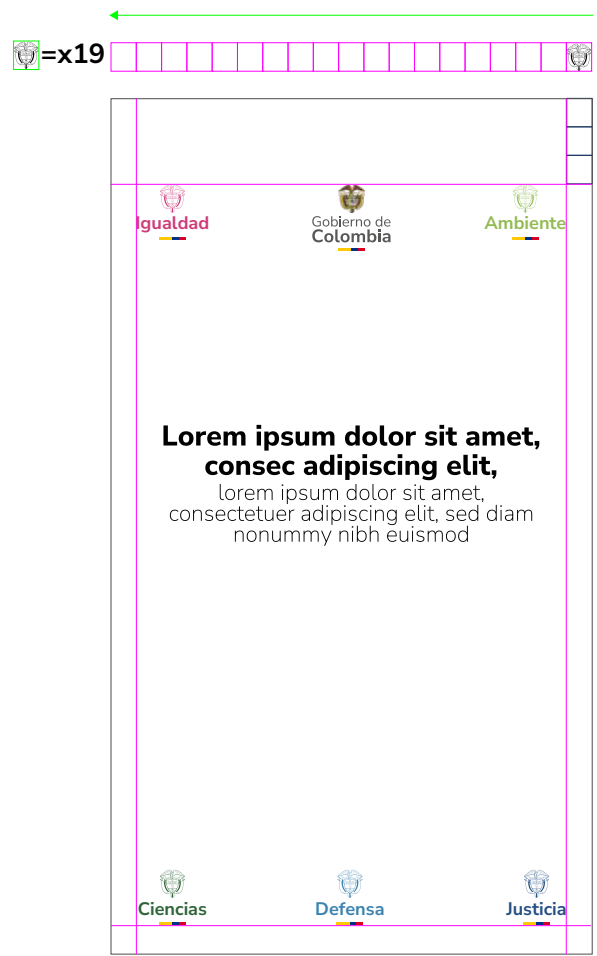 =x19
Igualdad
Gobierno de
Colombia
Ambiente
Lorem ipsum dolor sit amet,
consec adipiscing elit,
lorem ipsum dolor sit amet,
consectetuer adipiscing elit, sed diam
nonummy nibh euismod
Ciencias
Defensa
Justicia